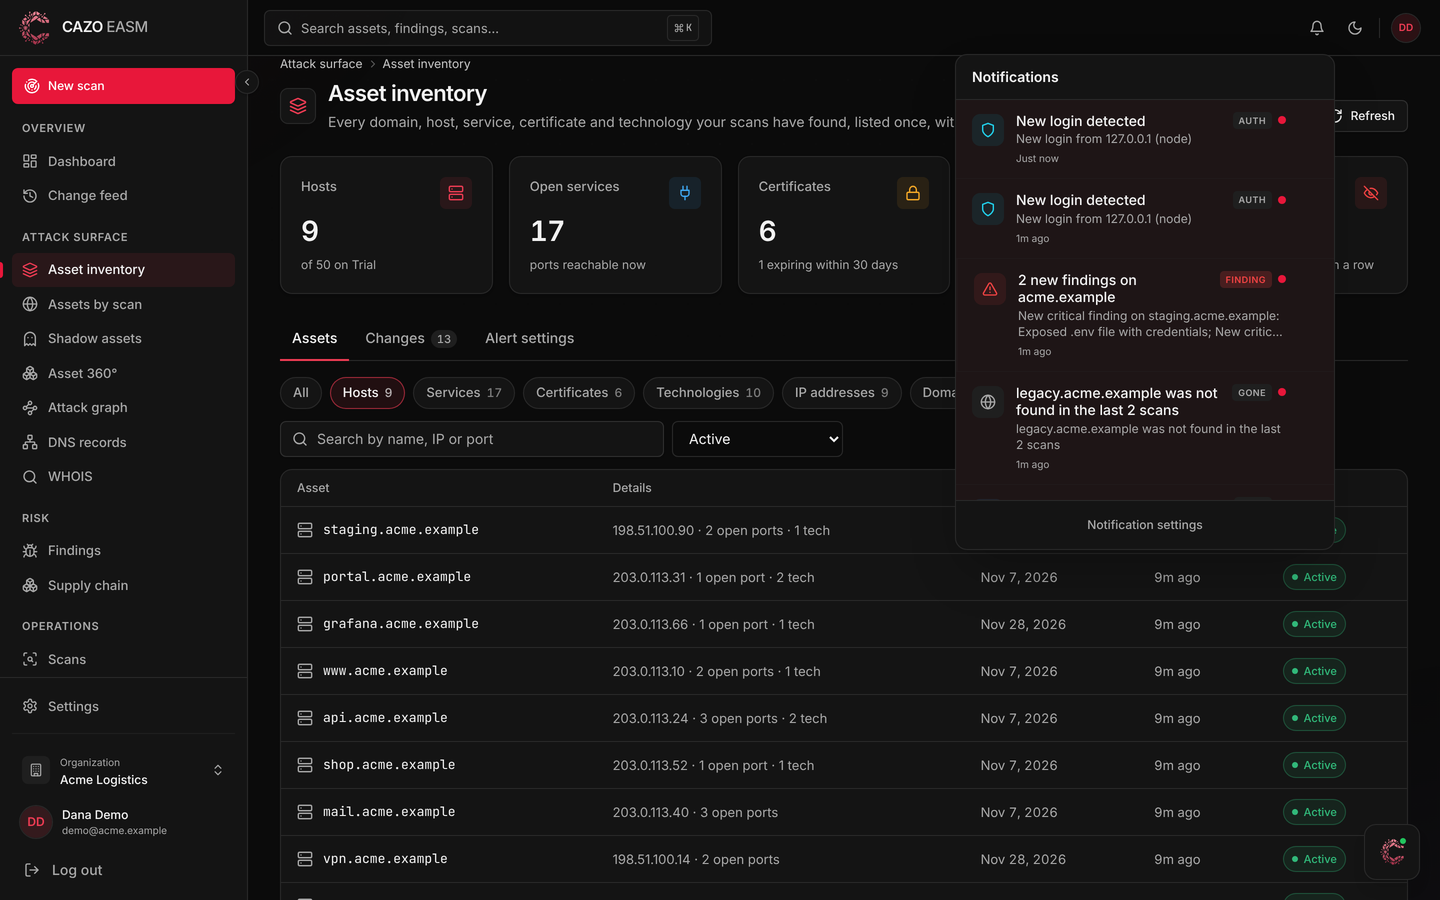 CAZO EASM
Search assets, findings, scans...
⌘K
DD
New scan
OVERVIEW
Dashboard
Change feed
ATTACK SURFACE
Asset inventory
Assets by scan
Shadow assets
Asset 360°
Attack graph
DNS records
WHOIS
RISK
Findings
Supply chain
OPERATIONS
Scans
Settings
Organization
Acme Logistics
DD
Dana Demo
demo@acme.example
Log out
Attack surface > Asset inventory
Asset inventory
Every domain, host, service, certificate and technology your scans have found, listed once, wit
Refresh
Hosts
9
of 50 on Trial
Open services
17
ports reachable now
Certificates
6
1 expiring within 30 days
a row
Assets
Changes 13
Alert settings
All
Hosts 9
Services 17
Certificates 6
Technologies 10
IP addresses 9
Search by name, IP or port
Active
Asset Details
staging.acme.example 198.51.100.90 · 2 open ports · 1 tech
portal.acme.example 203.0.113.31 · 1 open port · 2 tech Nov 7, 2026 9m ago Active
grafana.acme.example 203.0.113.66 · 1 open port · 1 tech Nov 28, 2026 9m ago Active
www.acme.example 203.0.113.10 · 2 open ports · 1 tech Nov 7, 2026 9m ago Active
api.acme.example 203.0.113.24 · 3 open ports · 2 tech Nov 7, 2026 9m ago Active
shop.acme.example 203.0.113.52 · 1 open port · 1 tech Nov 7, 2026 9m ago Active
mail.acme.example 203.0.113.40 · 3 open ports Nov 7, 2026 9m ago Active
vpn.acme.example 198.51.100.14 · 2 open ports Nov 28, 2026 9m ago Active
Notifications
New login detected AUTH
New login from 127.0.0.1 (node)
Just now
New login detected AUTH
New login from 127.0.0.1 (node)
1m ago
2 new findings on FINDING
acme.example
New critical finding on staging.acme.example:
Exposed .env file with credentials; New critic...
1m ago
legacy.acme.example was not GONE
found in the last 2 scans
legacy.acme.example was not found in the last
2 scans
1m ago
Notification settings